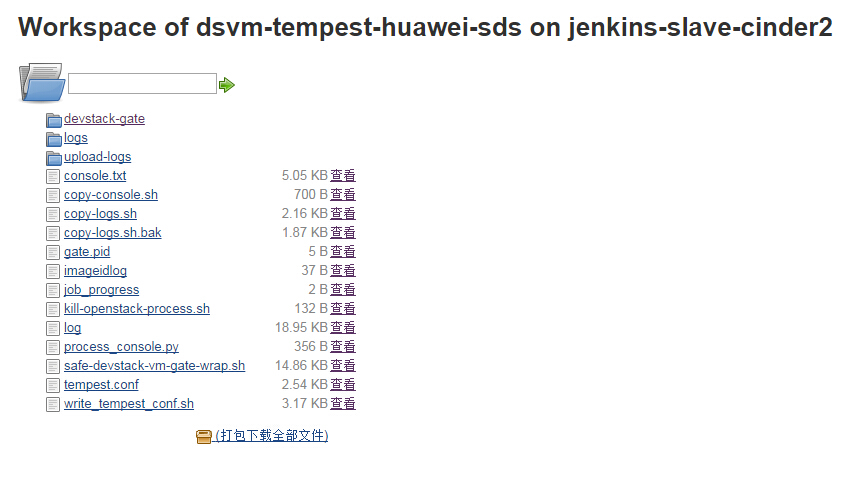 Workspace of dsvm-tempest-huawei-sds on jenkins-slave-cinder2
devstack-gate
logs
upload-logs
console.txt 5.05 KB 查看
copy-console.sh 700 B 查看
copy-logs.sh 2.16 KB 查看
copy-logs.sh.bak 1.87 KB 查看
gate.pid 5 B 查看
imageidlog 37 B 查看
job_progress 2 B 查看
kill-openstack-process.sh 132 B 查看
log 18.95 KB 查看
process_console.py 356 B 查看
safe-devstack-vm-gate-wrap.sh 14.86 KB 查看
tempest.conf 2.54 KB 查看
write_tempest_conf.sh 3.17 KB 查看
(打包下载全部文件)